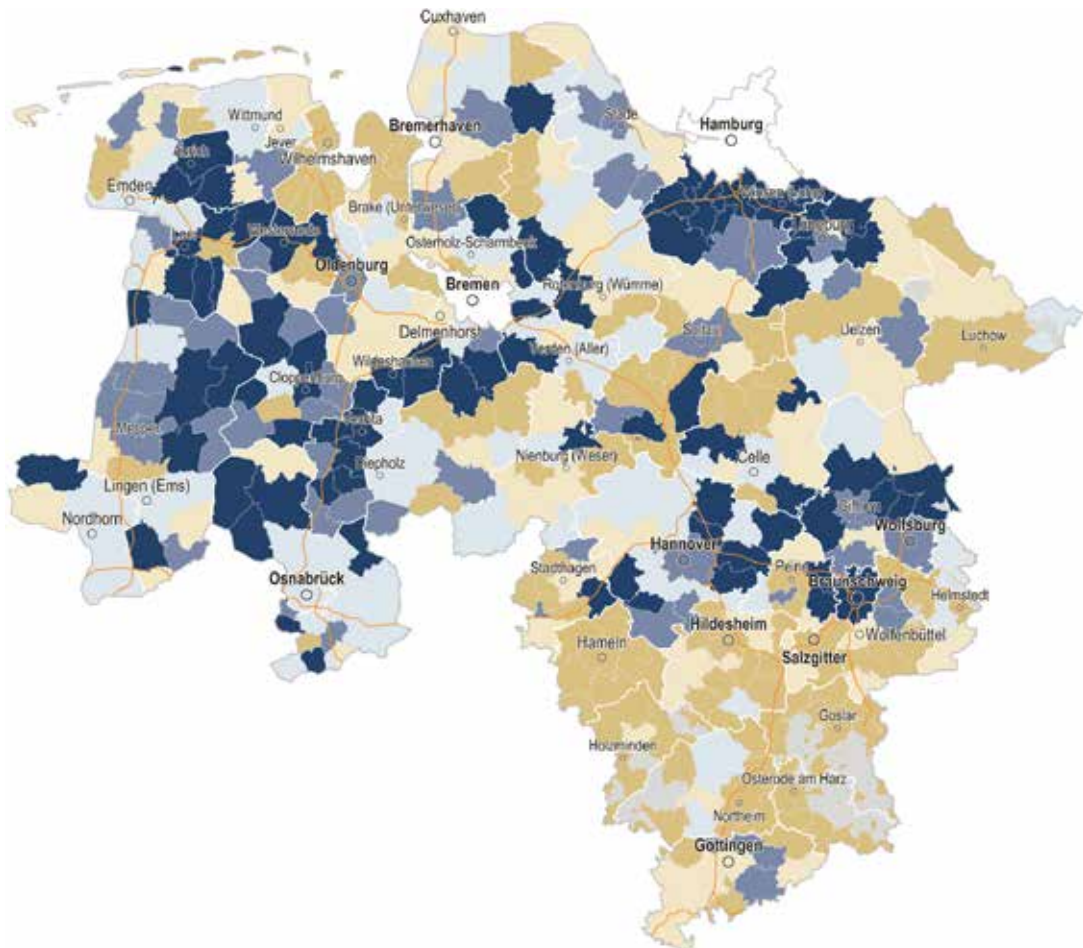 Cuxhaven
Wittmund
Jever
Wilhelmshaven
Bremerhaven
Stade
Hamburg
Aurich
Emden
Brake (Unterweser)
Leer
Westerstede
Osterholz-Scharmbeck
Lüneburg
Oldenburg
Bremen
Rotenburg (Wümme)
Delmenhorst
Soltau
Uelzen
Luchow
Wildeshausen
Verden (Aller)
Cloppenburg
Meppen
Vechta
Diepholz
Nienburg (Weser)
Celle
Lingen (Ems)
Nordhorn
Gifhorn
Wolfsburg
Hannover
Stadthagen
Peine
Osnabrück
Braunschweig
Helmstedt
Hildesheim
Wolfenbüttel
Hameln
Salzgitter
Goslar
Holzminden
Osterode am Harz
Northeim
Göttingen